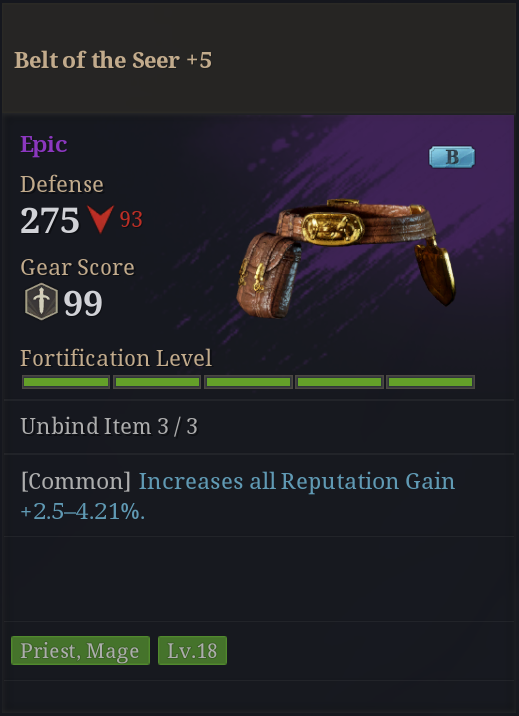 Belt of the Seer +5
Epic
B
Defense
275 93
Gear Score
99
Fortification Level
Unbind Item 3 / 3
[Common] Increases all Reputation Gain
+2.5–4.21%.
Priest, Mage Lv.18